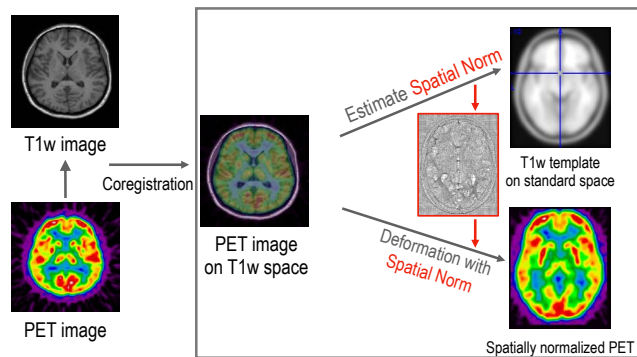 T1w image
Coregistration
PET image
PET image
on T1w space
Estimate Spatial Norm
T1w template
on standard space
Deformation with
Spatial Norm
Spatially normalized PET